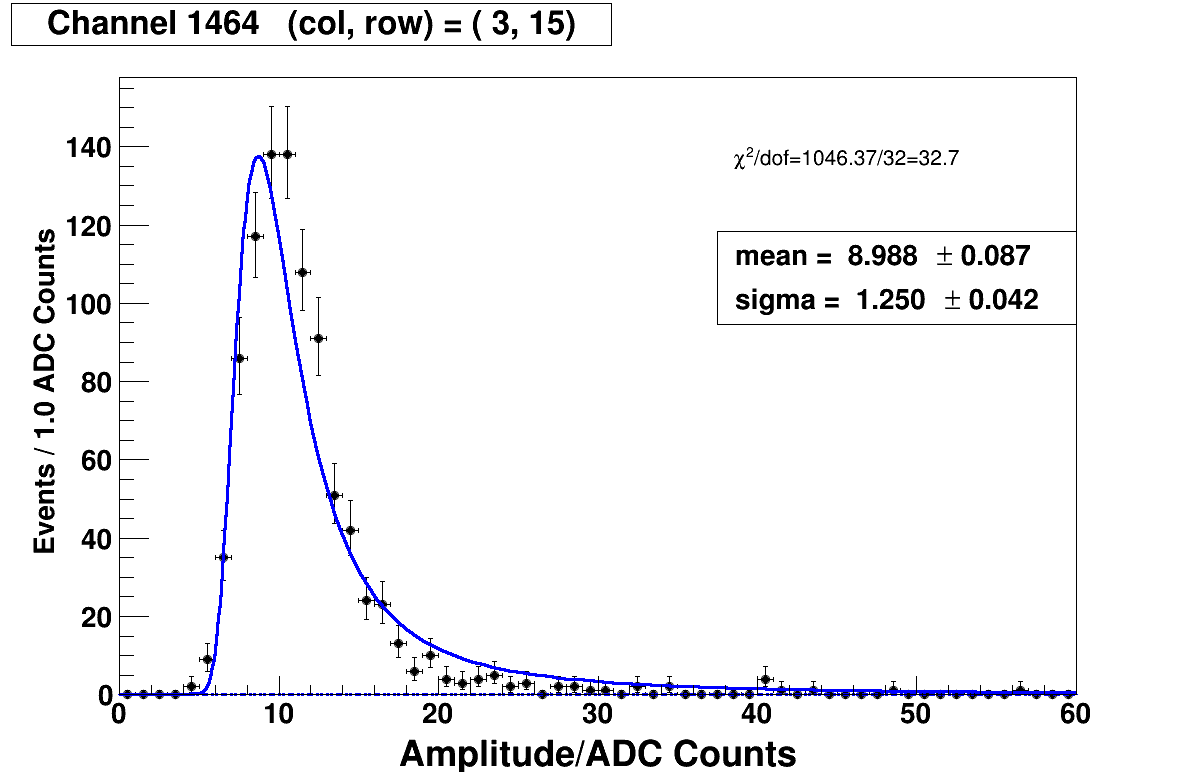 Channel 1464 (col, row) = ( 3, 15)
χ²/dof=1046.37/32=32.7
mean = 8.988 ± 0.087
sigma = 1.250 ± 0.042
Events / 1.0 ADC Counts
140
120
100
80
60
40
20
0
0 10 20 30 40 50 60
Amplitude/ADC Counts